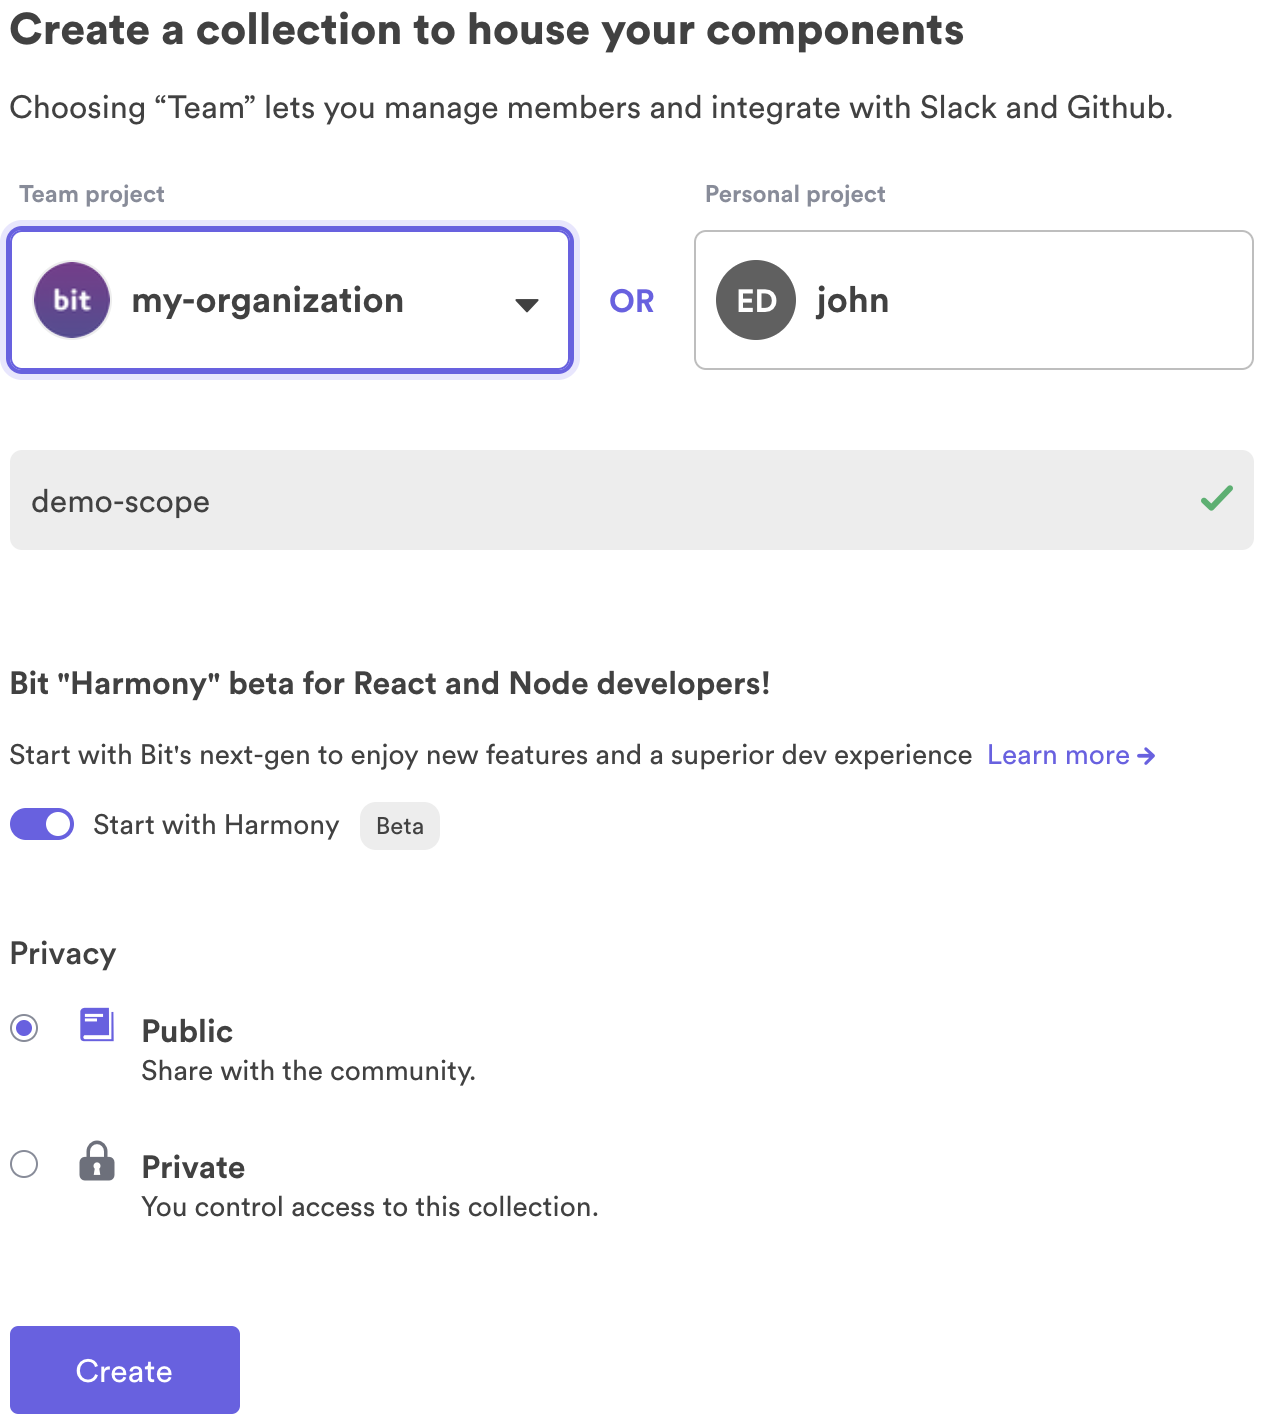 Create a collection to house your components
Choosing “Team” lets you manage members and integrate with Slack and Github.
Team project
Personal project
bit my-organization
OR
ED john
demo-scope
Bit "Harmony" beta for React and Node developers!
Start with Bit's next-gen to enjoy new features and a superior dev experience Learn more →
Start with Harmony Beta
Privacy
Public
Share with the community.
Private
You control access to this collection.
Create